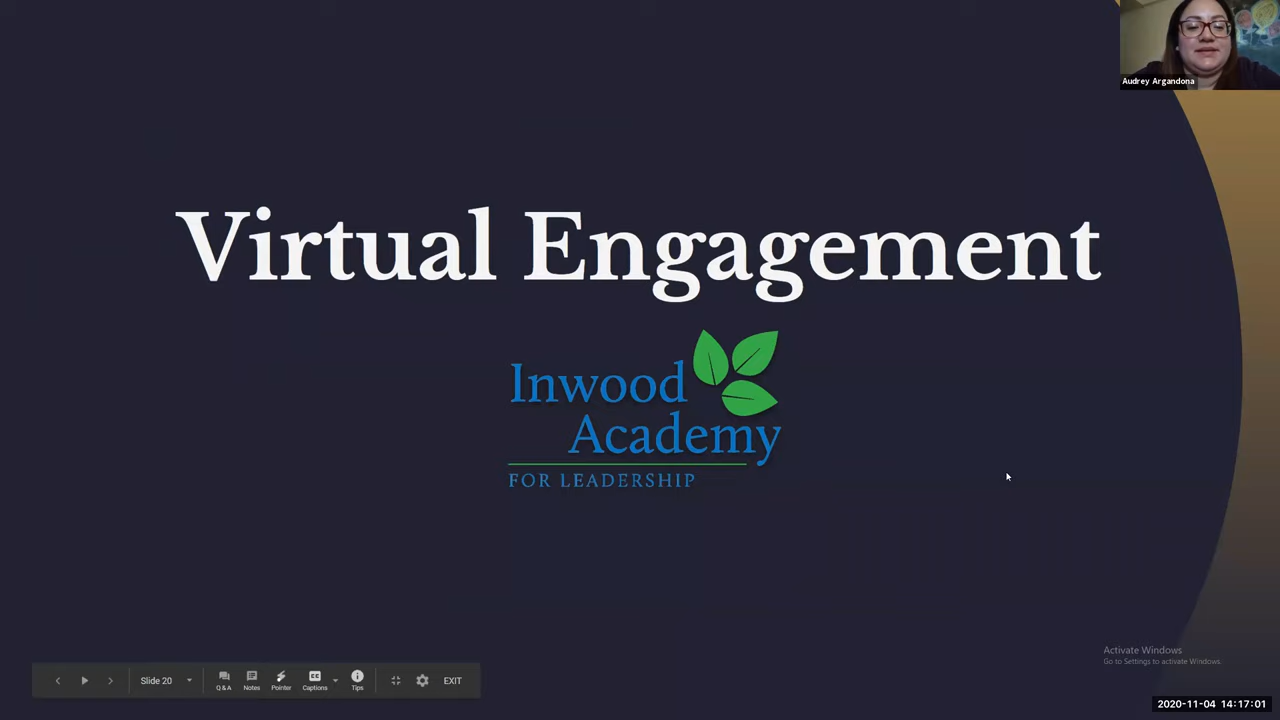 Audrey Argandona
Virtual Engagement
Inwood
Academy
FOR LEADERSHIP
Activate Windows
Go to Settings to activate Windows.
Slide 20
Q&A
Notes
Pointer
CC
Captions
Tips
EXIT
2020-11-04 14:17:01